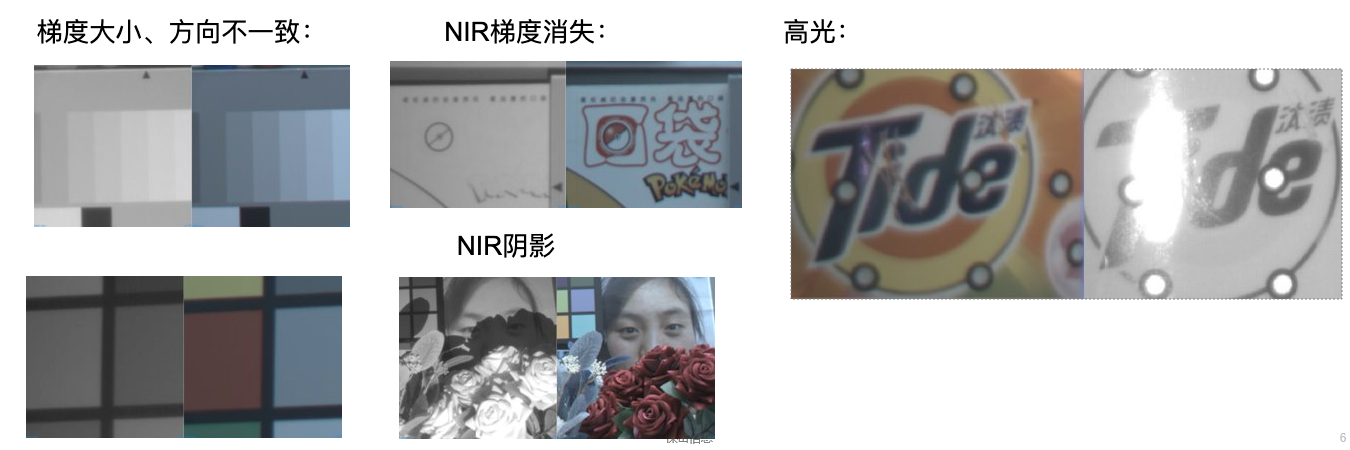 梯度大小、方向不一致：
NIR梯度消失：
高光：
回袋
POKéMO
NIR阴影
Tide
汰渍
Tide
汰渍
6